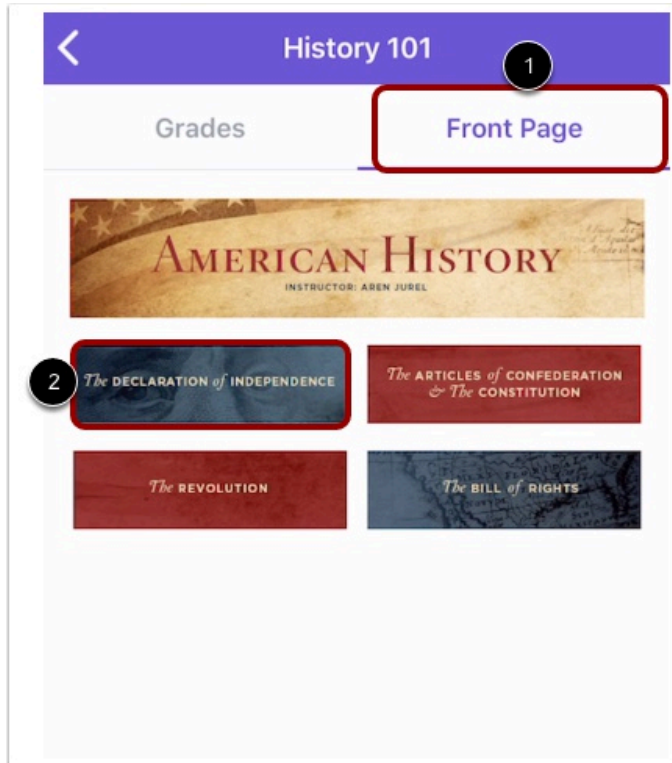 History 101
1
Grades
Front Page
AMERICAN HISTORY
INSTRUCTOR: AREN JUREL
2
The DECLARATION of INDEPENDENCE
The ARTICLES of CONFEDERATION
& The CONSTITUTION
The REVOLUTION
The BILL of RIGHTS